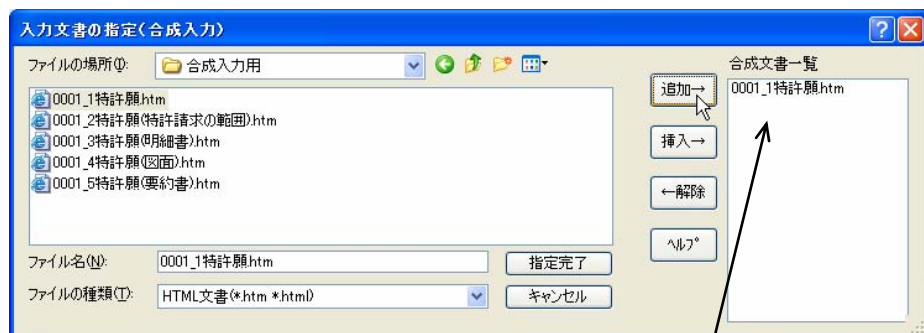 入力文書の指定(合成入力)
ファイルの場所(I):
合成入力用
0001_1特許願.htm
0001_2特許願(特許請求の範囲).htm
0001_3特許願(明細書).htm
0001_4特許願(図面).htm
0001_5特許願(要約書).htm
ファイル名(N):
0001_1特許願.htm
指定完了
ファイルの種類(T):
HTML文書(*.htm *.html)
キャンセル
追加→
挿入→
←解除
ヘルプ
合成文書一覧
0001_1特許願.htm